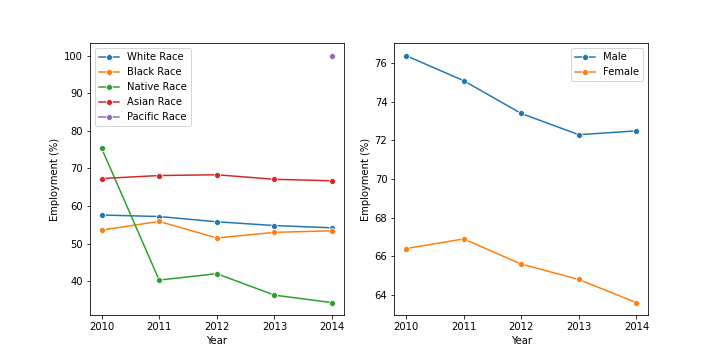 White Race
Black Race
Native Race
Asian Race
Pacific Race
100
90
80
70
60
50
40
Employment (%)
2010 2011 2012 2013 2014
Year
Male
Female
76
74
72
70
68
66
64
Employment (%)
2010 2011 2012 2013 2014
Year